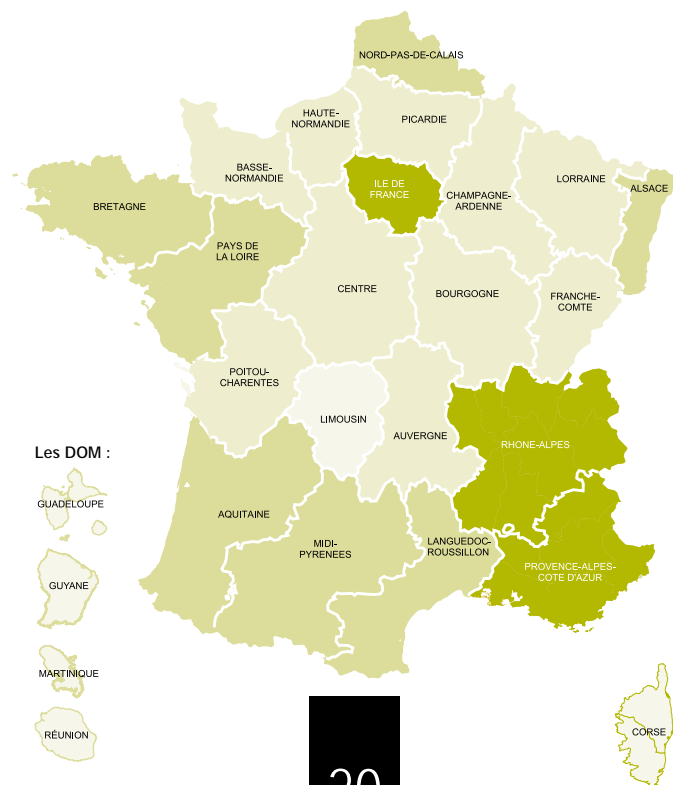 NORD-PAS-DE-CALAIS
HAUTE-
NORMANDIE
PICARDIE
BASSE-
NORMANDIE
ILE DE
FRANCE
CHAMPAGNE-
ARDENNE
LORRAINE
ALSACE
BRETAGNE
PAYS DE
LA LOIRE
CENTRE
BOURGOGNE
FRANCHE-
COMTE
POITOU-
CHARENTES
LIMOUSIN
AUVERGNE
RHONE-ALPES
Les DOM :
GUADELOUPE
AQUITAINE
MIDI-
PYRENEES
LANGUEDOC-
ROUSSILLON
PROVENCE-ALPES-
COTE D'AZUR
GUYANE
MARTINIQUE
RÉUNION
CORSE
20